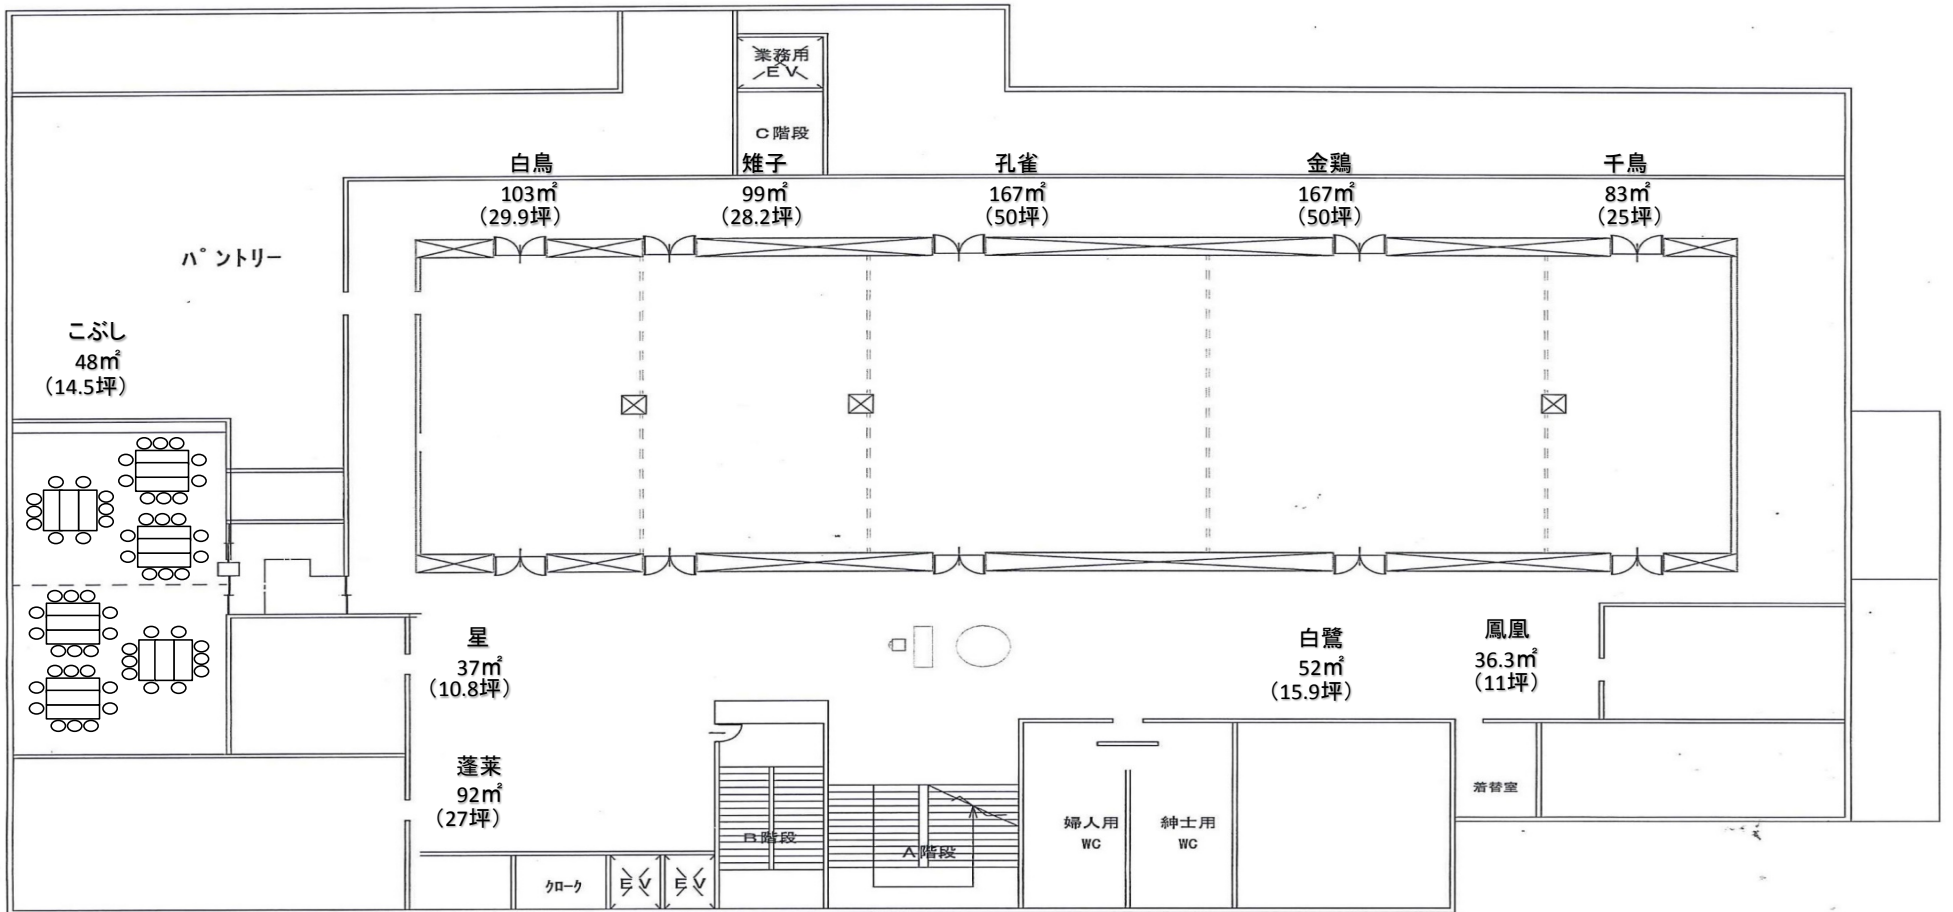 業務用
EV
C階段
白鳥
103㎡
（29.9坪）
雉子
99㎡
（28.2坪）
孔雀
167㎡
（50坪）
金鶏
167㎡
（50坪）
千鳥
83㎡
（25坪）
パントリー
こぶし
48㎡
（14.5坪）
星
37㎡
（10.8坪）
白鷺
52㎡
（15.9坪）
鳳凰
36.3㎡
（11坪）
蓬莱
92㎡
（27坪）
着替室
B階段
A階段
婦人用
WC
紳士用
WC
クローク
EV
EV